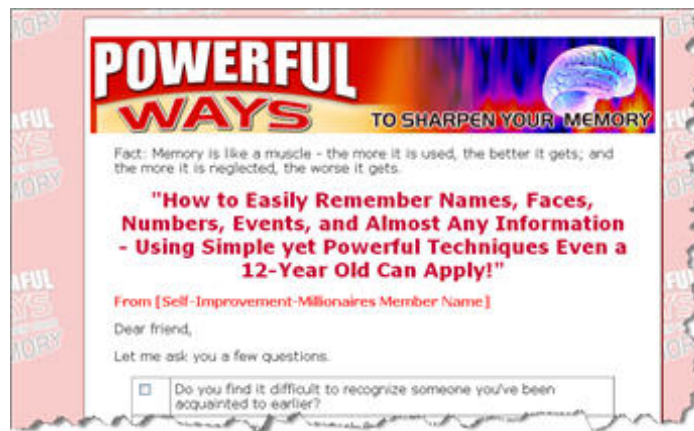 POWERFUL
WAYS
TO SHARPEN YOUR MEMORY
Fact: Memory is like a muscle - the more it is used, the better it gets; and
the more it is neglected, the worse it gets.
"How to Easily Remember Names, Faces,
Numbers, Events, and Almost Any Information
- Using Simple yet Powerful Techniques Even a
12-Year Old Can Apply!"
From [Self-Improvement-Millionaires Member Name]
Dear friend,
Let me ask you a few questions.
Do you find it difficult to recognize someone you've been
acquainted to earlier?